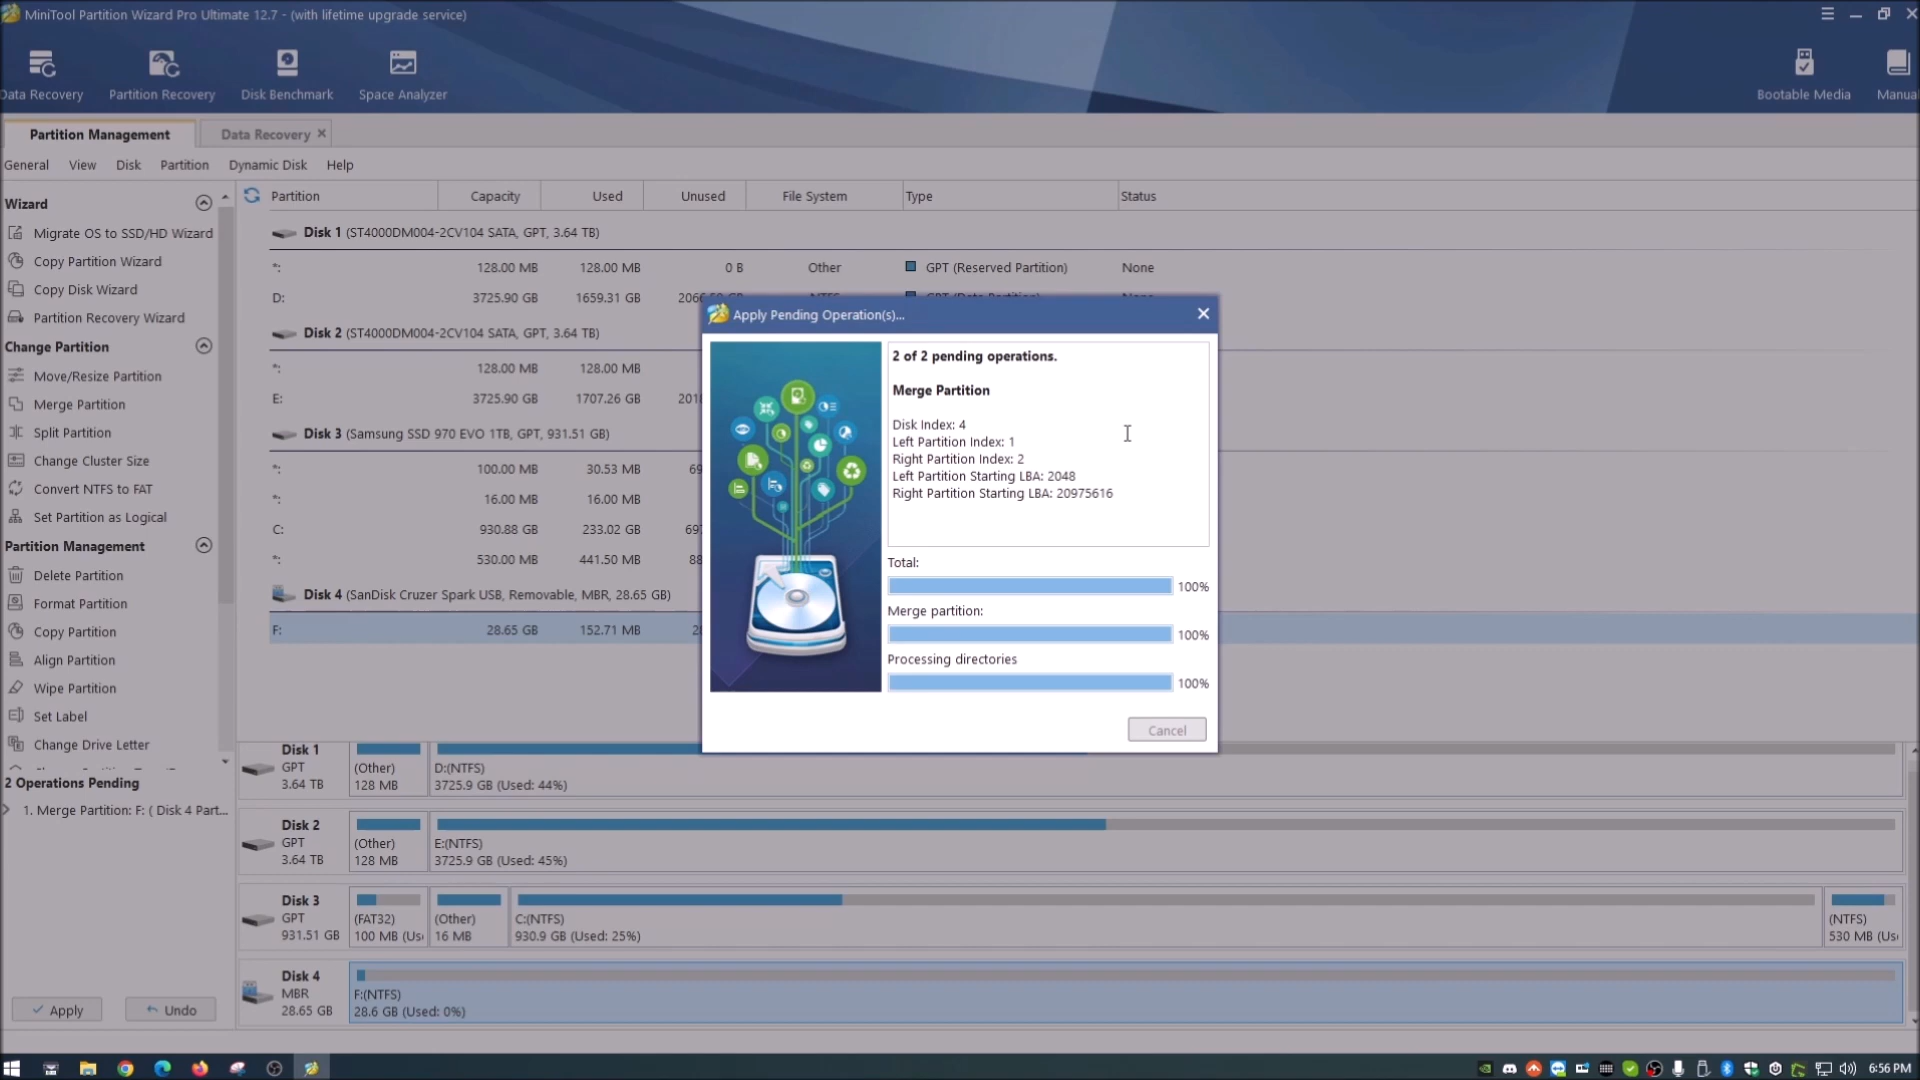 MiniTool Partition Wizard Pro Ultimate 12.7 - (with lifetime upgrade service)
Data Recovery
Partition Recovery
Disk Benchmark
Space Analyzer
Bootable Media
Manual
Partition Management
Data Recovery
General View Disk Partition Dynamic Disk Help
Wizard
Migrate OS to SSD/HD Wizard
Copy Partition Wizard
Copy Disk Wizard
Partition Recovery Wizard
Change Partition
Move/Resize Partition
Merge Partition
Split Partition
Change Cluster Size
Convert NTFS to FAT
Set Partition as Logical
Partition Management
Delete Partition
Format Partition
Copy Partition
Align Partition
Wipe Partition
Set Label
Change Drive Letter
2 Operations Pending
1. Merge Partition: F: ( Disk 4 Part...
Apply Undo
Partition Capacity Used Unused File System Type Status
Disk 1 (ST4000DM004-2CV104 SATA, GPT, 3.64 TB)
*: 128.00 MB 128.00 MB 0 B Other GPT (Reserved Partition) None
D: 3725.90 GB 1659.31 GB
Disk 2 (ST4000DM004-2CV104 SATA, GPT, 3.64 TB)
*: 128.00 MB 128.00 MB
E: 3725.90 GB 1707.26 GB 201
Disk 3 (Samsung SSD 970 EVO 1TB, GPT, 931.51 GB)
*: 100.00 MB 30.53 MB 69
*: 16.00 MB 16.00 MB
C: 930.88 GB 233.02 GB 697
*: 530.00 MB 441.50 MB 88
Disk 4 (SanDisk Cruzer Spark USB, Removable, MBR, 28.65 GB)
F: 28.65 GB 152.71 MB
Apply Pending Operation(s)...
2 of 2 pending operations.
Merge Partition
Disk Index: 4
Left Partition Index: 1
Right Partition Index: 2
Left Partition Starting LBA: 2048
Right Partition Starting LBA: 20975616
Total:
100%
Merge partition:
100%
Processing directories
100%
Cancel
Disk 1
GPT
3.64 TB
(Other)
128 MB
D:(NTFS)
3725.9 GB (Used: 44%)
Disk 2
GPT
3.64 TB
(Other)
128 MB
E:(NTFS)
3725.9 GB (Used: 45%)
Disk 3
GPT
931.51 GB
(FAT32)
100 MB (Us
(Other)
16 MB
C:(NTFS)
930.9 GB (Used: 25%)
(NTFS)
530 MB (Us
Disk 4
MBR
28.65 GB
F:(NTFS)
28.6 GB (Used: 0%)
6:56 PM